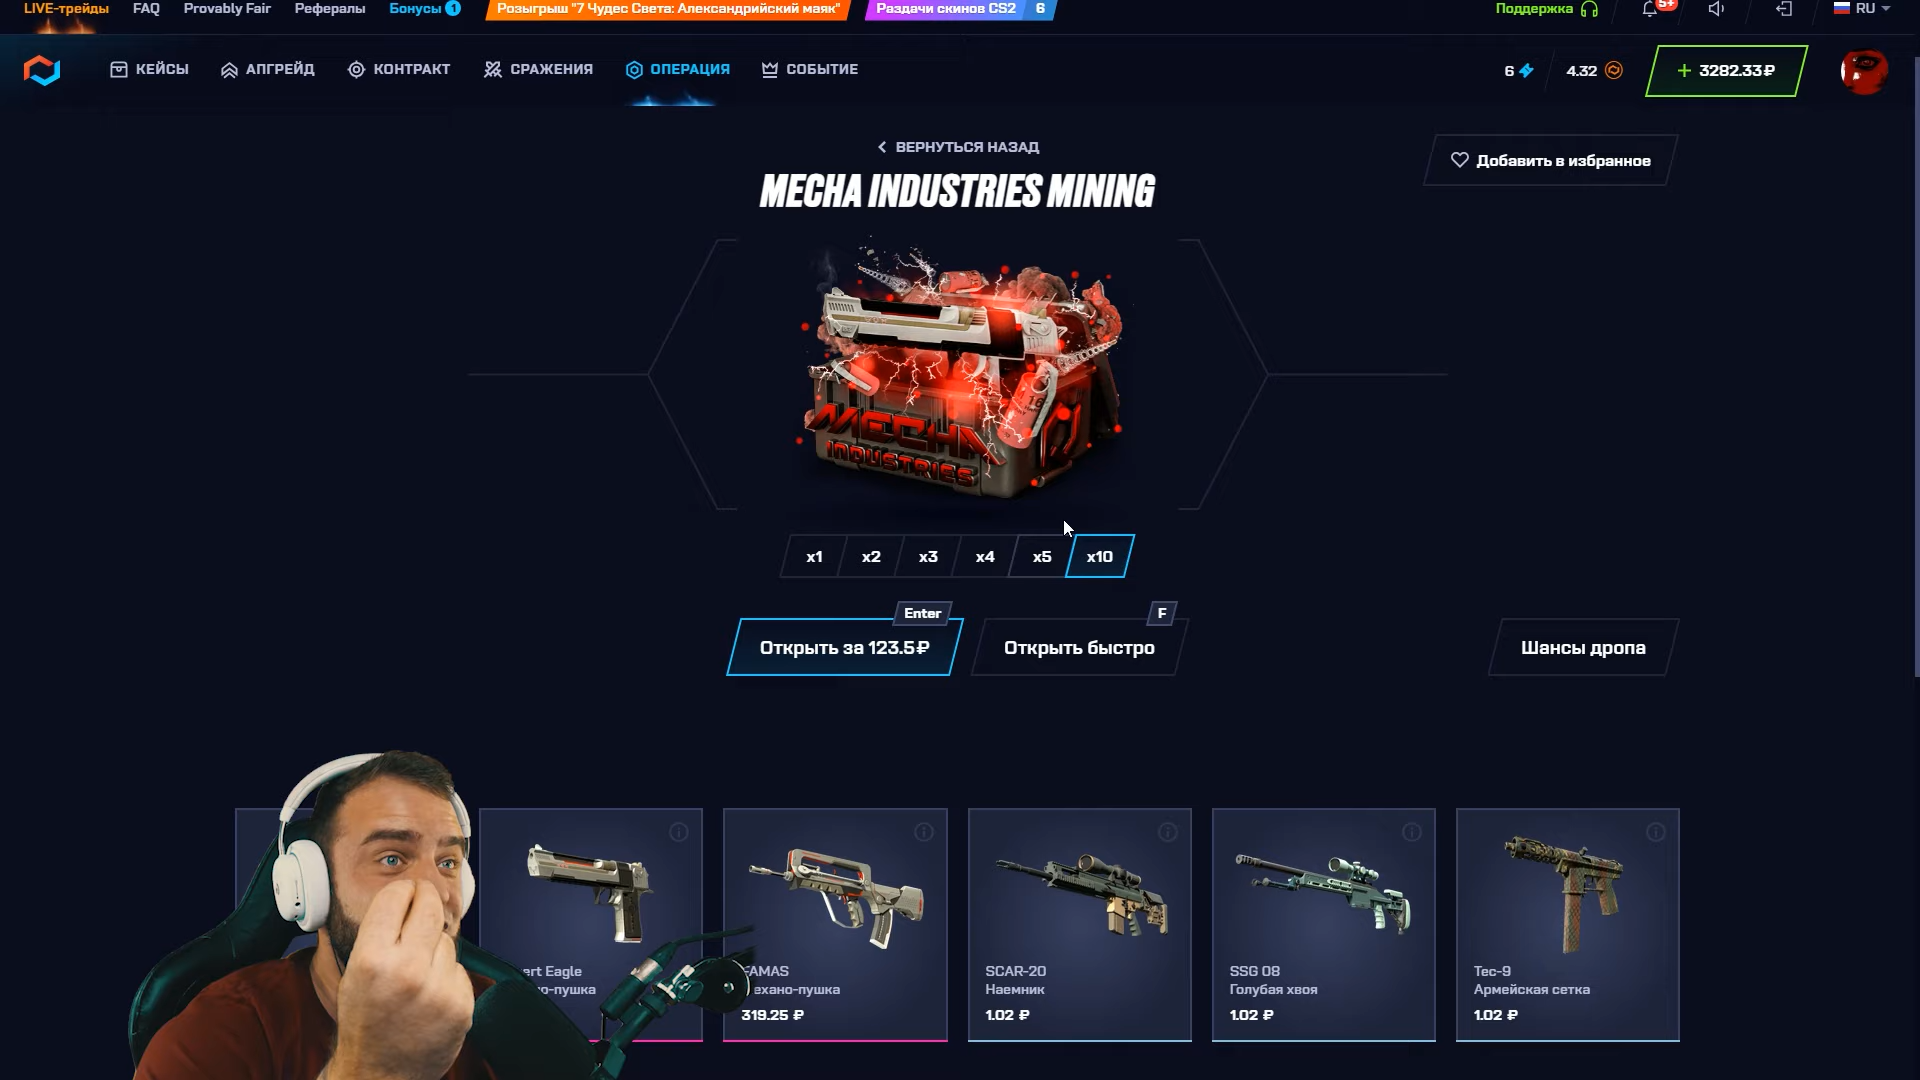 LIVE-трейды FAQ Provably Fair Рефералы Бонусы 1 Розыгрыш "7 Чудес Света: Александрийский маяк" Раздачи скинов CS2 6 Поддержка 5+ RU
КЕЙСЫ АПГРЕЙД КОНТРАКТ СРАЖЕНИЯ ОПЕРАЦИЯ СОБЫТИЕ 6 4.32 + 3282.33₽
ВЕРНУТЬСЯ НАЗАД
Добавить в избранное
MECHA INDUSTRIES MINING
MECHA
INDUSTRIES
x1 x2 x3 x4 x5 x10
Enter F
Открыть за 123.5₽ Открыть быстро Шансы дропа
ert Eagle
о-пушка
FAMAS
ехано-пушка
319.25 ₽
SCAR-20
Наемник
1.02 ₽
SSG 08
Голубая хвоя
1.02 ₽
Tec-9
Армейская сетка
1.02 ₽